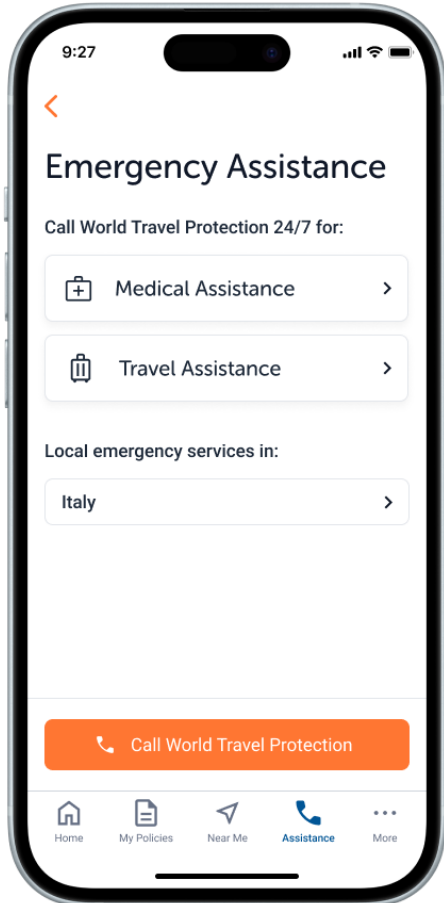 9:27
Emergency Assistance
Call World Travel Protection 24/7 for:
Medical Assistance
Travel Assistance
Local emergency services in:
Italy
Call World Travel Protection
Home
My Policies
Near Me
Assistance
More